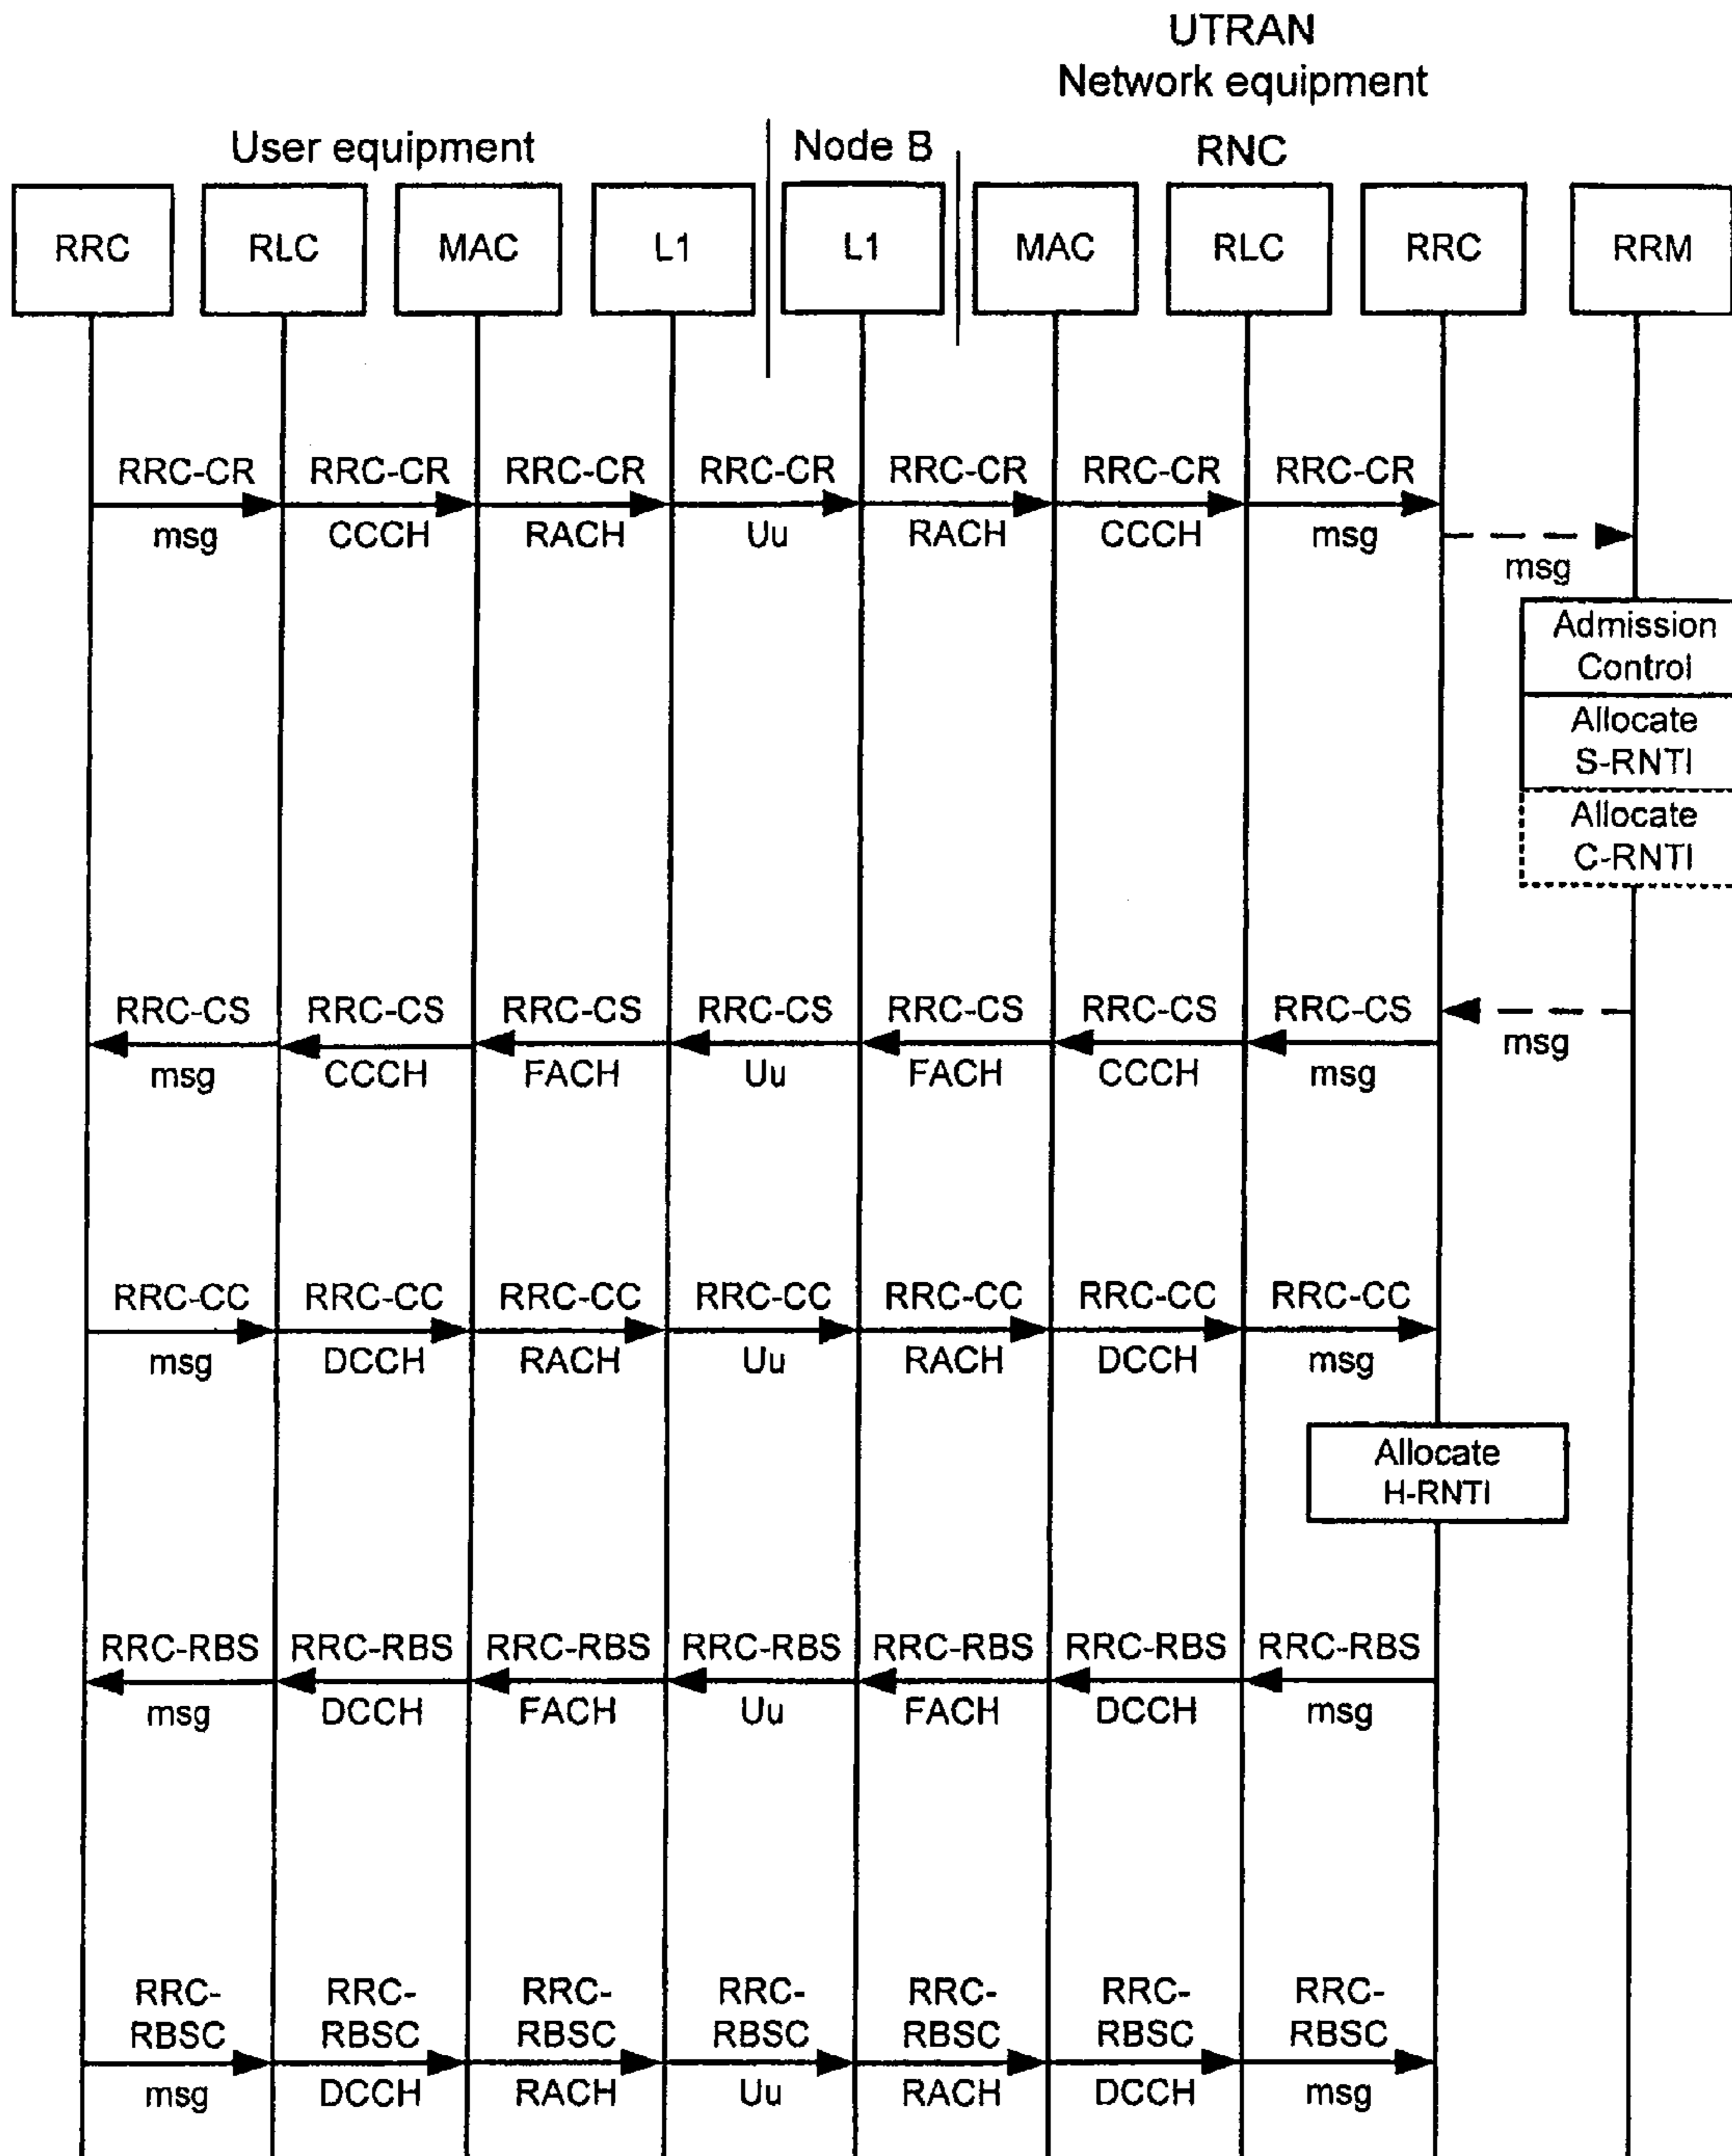 UTRAN
Network equipment
User equipment
Node B
RNC
RRC
RLC
MAC
L1
L1
MAC
RLC
RRC
RRM
RRC-CR RRC-CR RRC-CR RRC-CR RRC-CR RRC-CR RRC-CR
msg CCCH RACH Uu RACH CCCH msg
msg
Admission
Control
Allocate
S-RNTI
Allocate
C-RNTI
RRC-CS RRC-CS RRC-CS RRC-CS RRC-CS RRC-CS RRC-CS
msg
msg CCCH FACH Uu FACH CCCH msg
RRC-CC RRC-CC RRC-CC RRC-CC RRC-CC RRC-CC RRC-CC
msg DCCH RACH Uu RACH DCCH msg
Allocate
H-RNTI
RRC-RBS RRC-RBS RRC-RBS RRC-RBS RRC-RBS RRC-RBS RRC-RBS
msg DCCH FACH Uu FACH DCCH msg
RRC- RRC- RRC- RRC- RRC- RRC- RRC-
RBSC RBSC RBSC RBSC RBSC RBSC RBSC
msg DCCH RACH Uu RACH DCCH msg